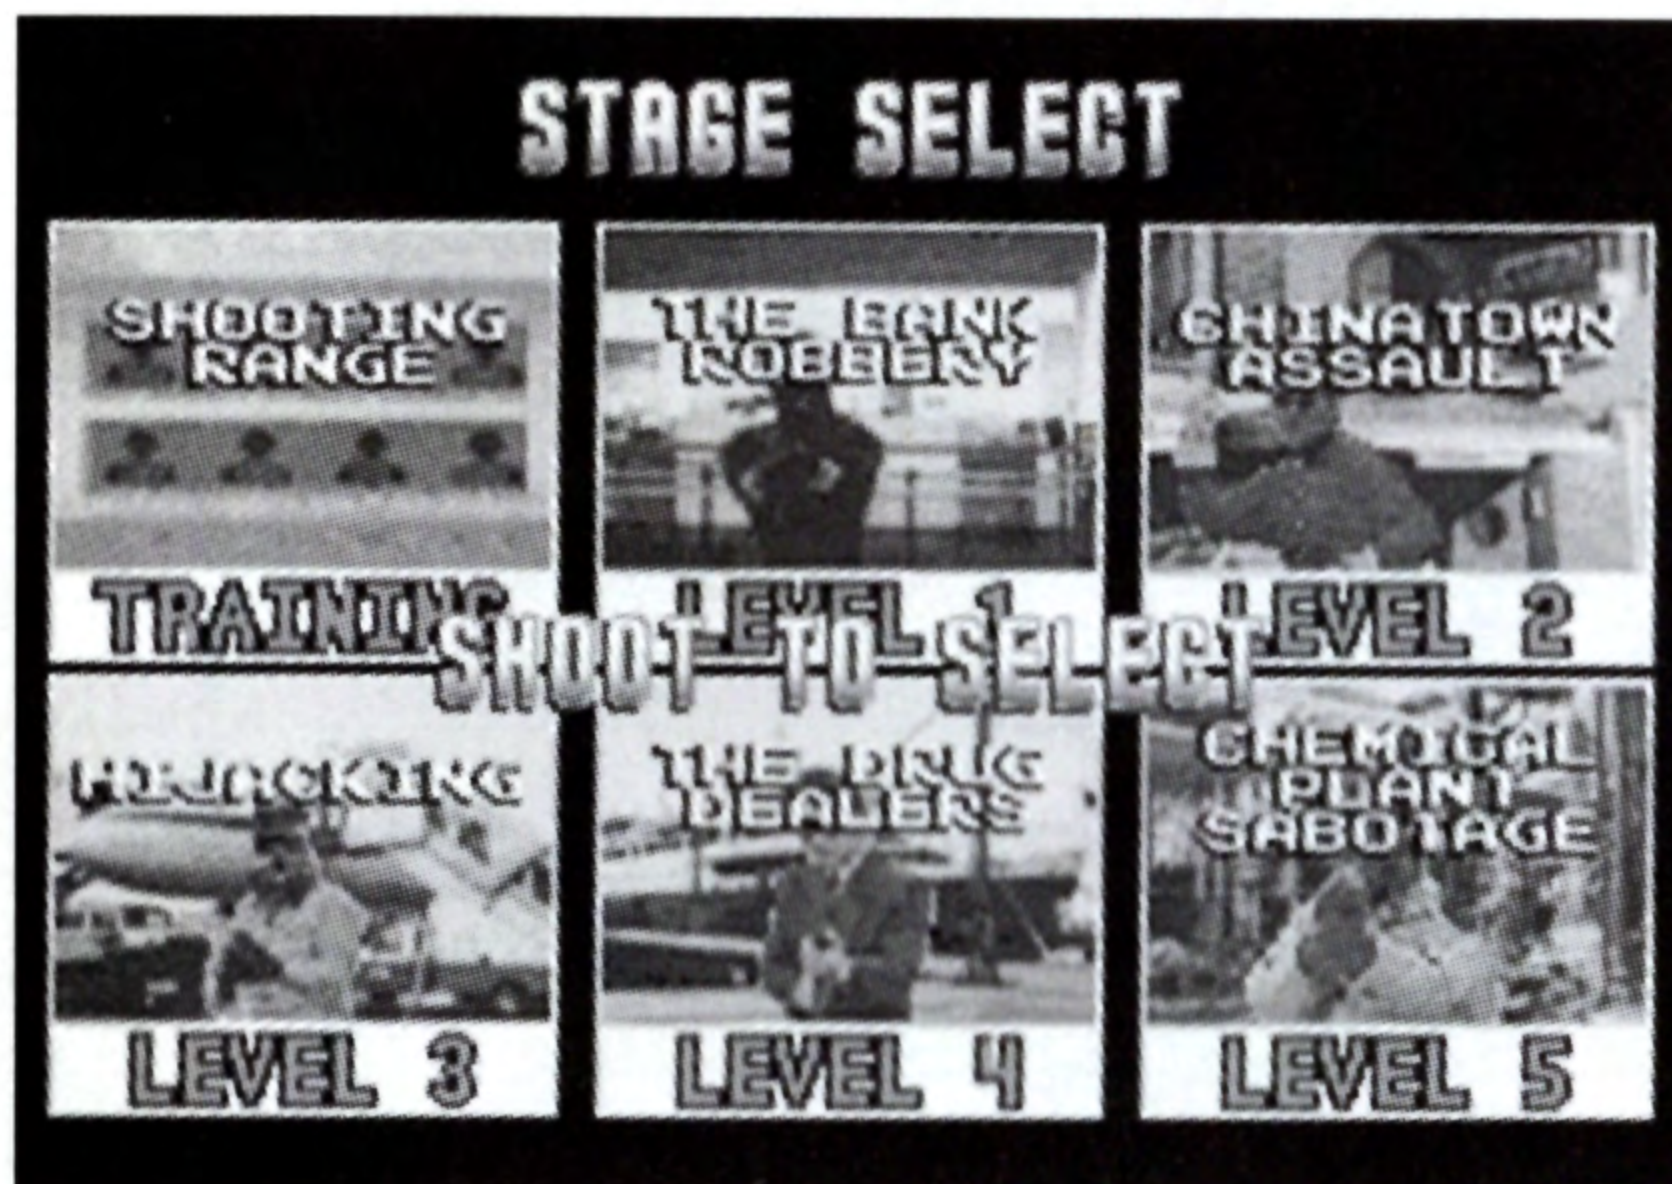 STAGE SELECT
SHOOTING
RANGE
TRAINING
THE BANK
ROBBERY
LEVEL 1
CHINATOWN
ASSAULT
LEVEL 2
SHOOT TO SELECT
HIJACKING
LEVEL 3
THE DRUG
DEALERS
LEVEL 4
CHEMICAL
PLANT
SABOTAGE
LEVEL 5